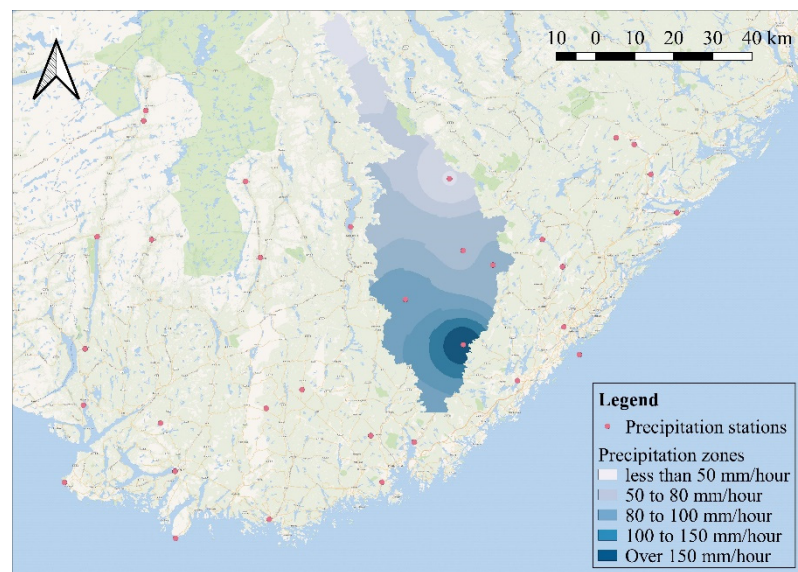 10 0 10 20 30 40 km
Legend
Precipitation stations
Precipitation zones
less than 50 mm/hour
50 to 80 mm/hour
80 to 100 mm/hour
100 to 150 mm/hour
Over 150 mm/hour